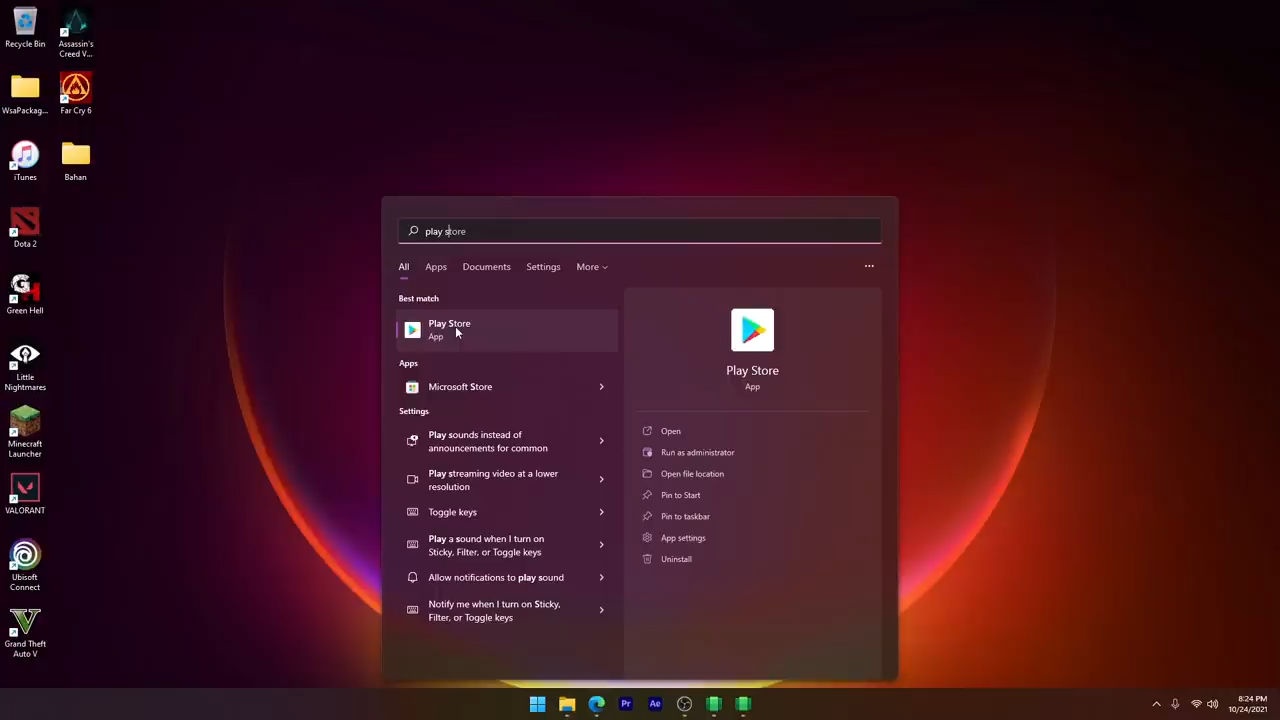 Recycle Bin
Assassin's
Creed V...
WsaPackag...
Far Cry 6
iTunes
Bahan
Dota 2
Green Hell
Little
Nightmares
Minecraft
Launcher
VALORANT
Ubisoft
Connect
Grand Theft
Auto V
play store
All
Apps
Documents
Settings
More
Best match
Play Store
App
Apps
Microsoft Store
Settings
Play sounds instead of
announcements for common
Play streaming video at a lower
resolution
Toggle keys
Play a sound when I turn on
Sticky, Filter, or Toggle keys
Allow notifications to play sound
Notify me when I turn on Sticky,
Filter, or Toggle keys
Play Store
App
Open
Run as administrator
Open file location
Pin to Start
Pin to taskbar
App settings
Uninstall
Pr
Ae
8:24 PM
10/24/2021